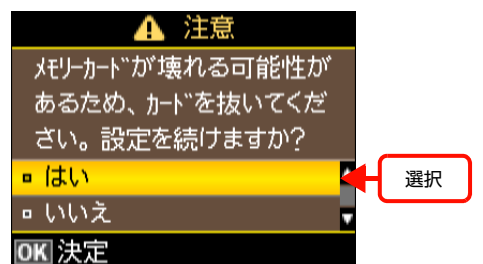 注意
メモリーカードが壊れる可能性が
あるため、カードを抜いてくだ
さい。設定を続けますか?
はい
選択
いいえ
OK 決定